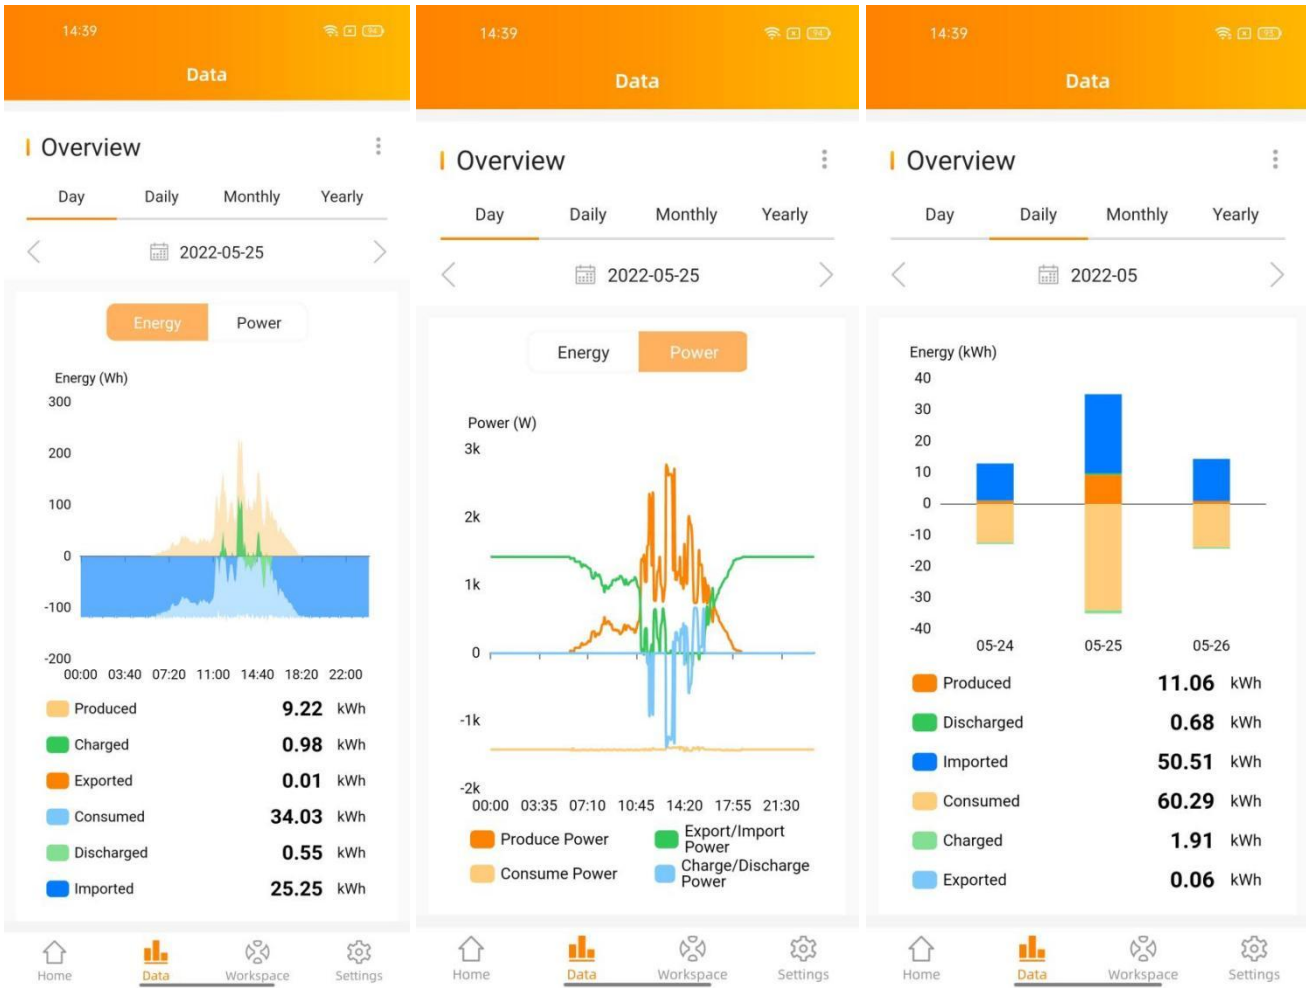 14:39
94
Data
Overview
Day Daily Monthly Yearly
2022-05-25
Energy Power
Energy (Wh)
300
200
100
0
-100
-200
00:00 03:40 07:20 11:00 14:40 18:20 22:00
Produced 9.22 kWh
Charged 0.98 kWh
Exported 0.01 kWh
Consumed 34.03 kWh
Discharged 0.55 kWh
Imported 25.25 kWh
Home Data Workspace Settings
14:39
94
Data
Overview
Day Daily Monthly Yearly
2022-05-25
Energy Power
Power (W)
3k
2k
1k
0
-1k
-2k
00:00 03:35 07:10 10:45 14:20 17:55 21:30
Produce Power Export/Import
Power
Consume Power Charge/Discharge
Power
Home Data Workspace Settings
14:39
93
Data
Overview
Day Daily Monthly Yearly
2022-05
Energy (kWh)
40
30
20
10
0
-10
-20
-30
-40
05-24 05-25 05-26
Produced 11.06 kWh
Discharged 0.68 kWh
Imported 50.51 kWh
Consumed 60.29 kWh
Charged 1.91 kWh
Exported 0.06 kWh
Home Data Workspace Settings